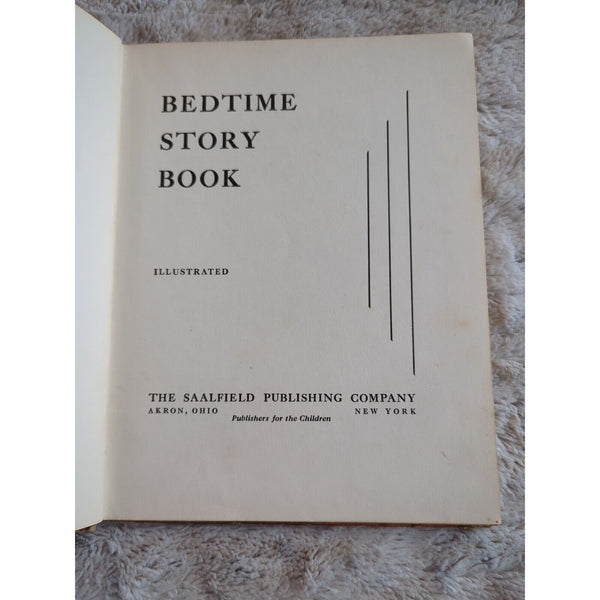 BEDTIME
STORY
BOOK
ILLUSTRATED
THE SAALFIELD PUBLISHING COMPANY
AKRON, OHIO NEW YORK
Publishers for the Children